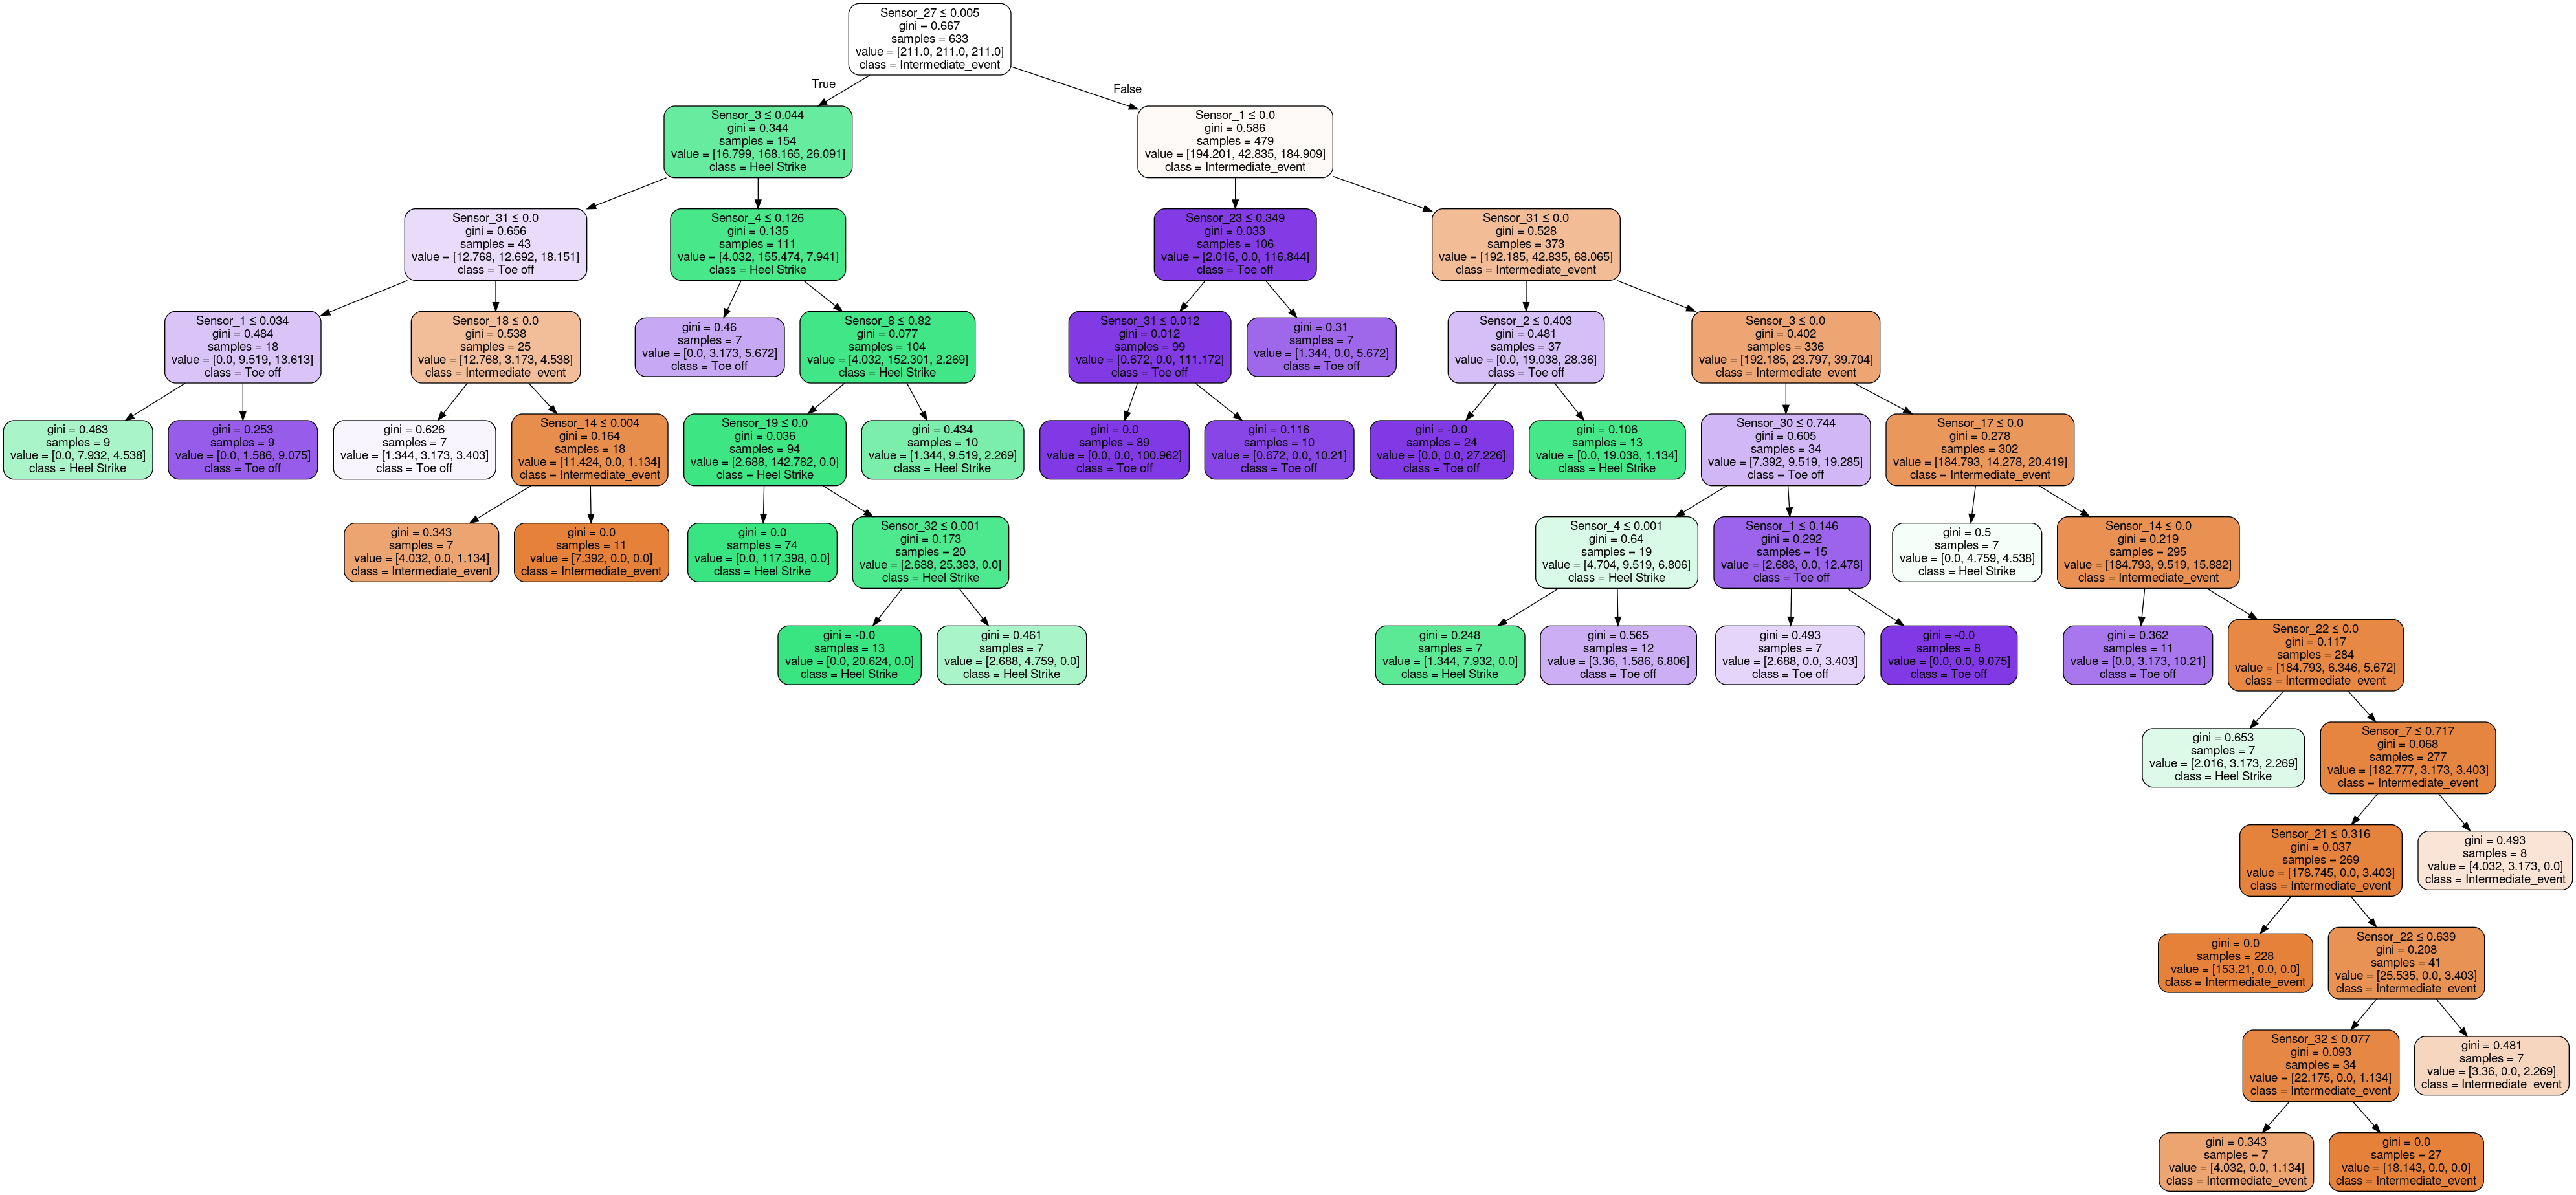 Sensor_27 ≤ 0.005
gini = 0.667
samples = 633
value = [211.0, 211.0, 211.0]
class = Intermediate_event
True
False
Sensor_3 ≤ 0.044
gini = 0.344
samples = 154
value = [16.799, 168.165, 26.091]
class = Heel Strike
Sensor_1 ≤ 0.0
gini = 0.586
samples = 479
value = [194.201, 42.835, 184.909]
class = Intermediate_event
Sensor_31 ≤ 0.0
gini = 0.656
samples = 43
value = [12.768, 12.692, 18.151]
class = Toe off
Sensor_4 ≤ 0.126
gini = 0.135
samples = 111
value = [4.032, 155.474, 7.941]
class = Heel Strike
Sensor_23 ≤ 0.349
gini = 0.033
samples = 106
value = [2.016, 0.0, 116.844]
class = Toe off
Sensor_31 ≤ 0.0
gini = 0.528
samples = 373
value = [192.185, 42.835, 68.065]
class = Intermediate_event
Sensor_1 ≤ 0.034
gini = 0.484
samples = 18
value = [0.0, 9.519, 13.613]
class = Toe off
Sensor_18 ≤ 0.0
gini = 0.538
samples = 25
value = [12.768, 3.173, 4.538]
class = Intermediate_event
gini = 0.46
samples = 7
value = [0.0, 3.173, 5.672]
class = Toe off
Sensor_8 ≤ 0.82
gini = 0.077
samples = 104
value = [4.032, 152.301, 2.269]
class = Heel Strike
Sensor_31 ≤ 0.012
gini = 0.012
samples = 99
value = [0.672, 0.0, 111.172]
class = Toe off
gini = 0.31
samples = 7
value = [1.344, 0.0, 5.672]
class = Toe off
Sensor_2 ≤ 0.403
gini = 0.481
samples = 37
value = [0.0, 19.038, 28.36]
class = Toe off
Sensor_3 ≤ 0.0
gini = 0.402
samples = 336
value = [192.185, 23.797, 39.704]
class = Intermediate_event
gini = 0.463
samples = 9
value = [0.0, 7.932, 4.538]
class = Heel Strike
gini = 0.253
samples = 9
value = [0.0, 1.586, 9.075]
class = Toe off
gini = 0.626
samples = 7
value = [1.344, 3.173, 3.403]
class = Toe off
Sensor_14 ≤ 0.004
gini = 0.164
samples = 18
value = [11.424, 0.0, 1.134]
class = Intermediate_event
Sensor_19 ≤ 0.0
gini = 0.036
samples = 94
value = [2.688, 142.782, 0.0]
class = Heel Strike
gini = 0.434
samples = 10
value = [1.344, 9.519, 2.269]
class = Heel Strike
gini = 0.0
samples = 89
value = [0.0, 0.0, 100.962]
class = Toe off
gini = 0.116
samples = 10
value = [0.672, 0.0, 10.21]
class = Toe off
gini = -0.0
samples = 24
value = [0.0, 0.0, 27.226]
class = Toe off
gini = 0.106
samples = 13
value = [0.0, 19.038, 1.134]
class = Heel Strike
Sensor_30 ≤ 0.744
gini = 0.605
samples = 34
value = [7.392, 9.519, 19.285]
class = Toe off
Sensor_17 ≤ 0.0
gini = 0.278
samples = 302
value = [184.793, 14.278, 20.419]
class = Intermediate_event
gini = 0.343
samples = 7
value = [4.032, 0.0, 1.134]
class = Intermediate_event
gini = 0.0
samples = 11
value = [7.392, 0.0, 0.0]
class = Intermediate_event
gini = 0.0
samples = 74
value = [0.0, 117.398, 0.0]
class = Heel Strike
Sensor_32 ≤ 0.001
gini = 0.173
samples = 20
value = [2.688, 25.383, 0.0]
class = Heel Strike
Sensor_4 ≤ 0.001
gini = 0.64
samples = 19
value = [4.704, 9.519, 6.806]
class = Heel Strike
Sensor_1 ≤ 0.146
gini = 0.292
samples = 15
value = [2.688, 0.0, 12.478]
class = Toe off
gini = 0.5
samples = 7
value = [0.0, 4.759, 4.538]
class = Heel Strike
Sensor_14 ≤ 0.0
gini = 0.219
samples = 295
value = [184.793, 9.519, 15.882]
class = Intermediate_event
gini = -0.0
samples = 13
value = [0.0, 20.624, 0.0]
class = Heel Strike
gini = 0.461
samples = 7
value = [2.688, 4.759, 0.0]
class = Heel Strike
gini = 0.248
samples = 7
value = [1.344, 7.932, 0.0]
class = Heel Strike
gini = 0.565
samples = 12
value = [3.36, 1.586, 6.806]
class = Toe off
gini = 0.493
samples = 7
value = [2.688, 0.0, 3.403]
class = Toe off
gini = -0.0
samples = 8
value = [0.0, 0.0, 9.075]
class = Toe off
gini = 0.362
samples = 11
value = [0.0, 3.173, 10.21]
class = Toe off
Sensor_22 ≤ 0.0
gini = 0.117
samples = 284
value = [184.793, 6.346, 5.672]
class = Intermediate_event
gini = 0.653
samples = 7
value = [2.016, 3.173, 2.269]
class = Heel Strike
Sensor_7 ≤ 0.717
gini = 0.068
samples = 277
value = [182.777, 3.173, 3.403]
class = Intermediate_event
Sensor_21 ≤ 0.316
gini = 0.037
samples = 269
value = [178.745, 0.0, 3.403]
class = Intermediate_event
gini = 0.493
samples = 8
value = [4.032, 3.173, 0.0]
class = Intermediate_event
gini = 0.0
samples = 228
value = [153.21, 0.0, 0.0]
class = Intermediate_event
Sensor_22 ≤ 0.639
gini = 0.208
samples = 41
value = [25.535, 0.0, 3.403]
class = Intermediate_event
Sensor_32 ≤ 0.077
gini = 0.093
samples = 34
value = [22.175, 0.0, 1.134]
class = Intermediate_event
gini = 0.481
samples = 7
value = [3.36, 0.0, 2.269]
class = Intermediate_event
gini = 0.343
samples = 7
value = [4.032, 0.0, 1.134]
class = Intermediate_event
gini = 0.0
samples = 27
value = [18.143, 0.0, 0.0]
class = Intermediate_event